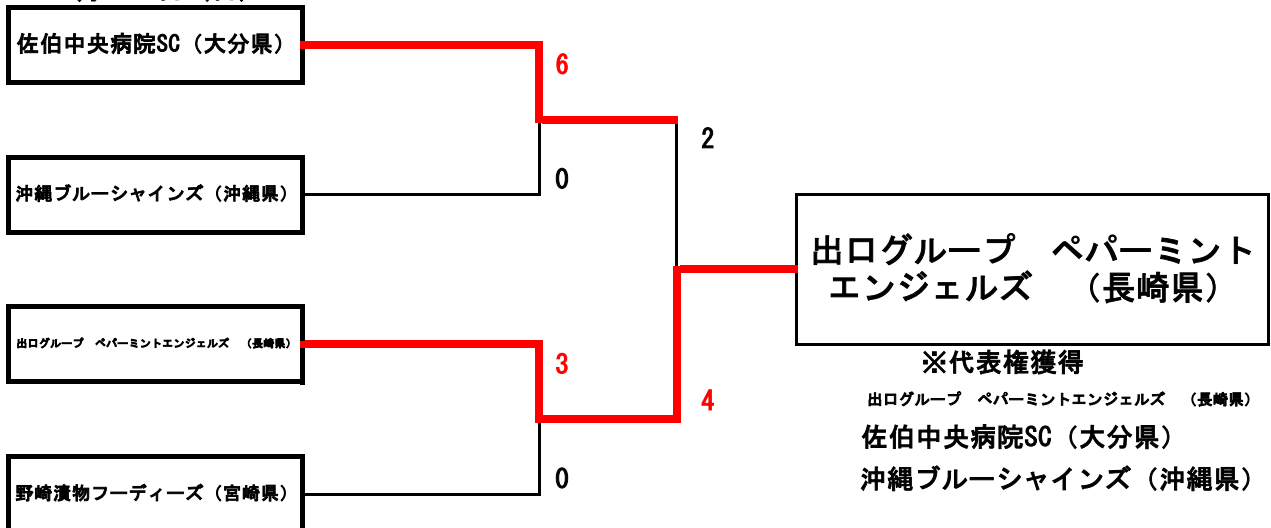 佐伯中央病院SC（大分県）
6
2
沖縄ブルーシャインズ（沖縄県）
0
出口グループ　ペパーミント
エンジェルズ　（長崎県）
出口グループ　ペパーミントエンジェルズ　（長崎県）
3
※代表権獲得
4
出口グループ　ペパーミントエンジェルズ　（長崎県）
佐伯中央病院SC（大分県）
沖縄ブルーシャインズ（沖縄県）
野崎漬物フーディーズ（宮崎県）
0